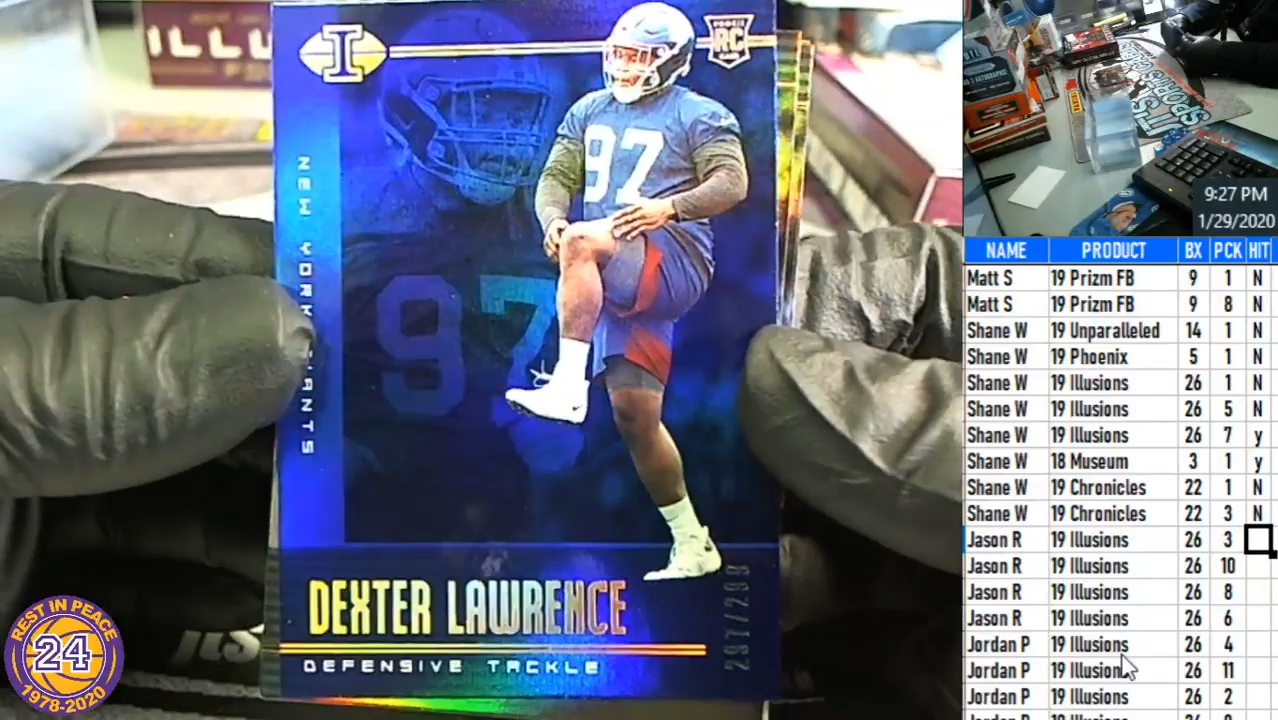 ILLU
I
ROOKIE
RC
CARD
97
97
NEW YORK GIANTS
DEXTER LAWRENCE
DEFENSIVE TACKLE
297/299
REST IN PEACE
24
1978-2020
IT'S
SPORTS CARDS
9:27 PM
1/29/2020
NAME PRODUCT BX PCK HIT
Matt S 19 Prizm FB 9 1 N
Matt S 19 Prizm FB 9 8 N
Shane W 19 Unparalleled 14 1 N
Shane W 19 Phoenix 5 1 N
Shane W 19 Illusions 26 1 N
Shane W 19 Illusions 26 5 N
Shane W 19 Illusions 26 7 y
Shane W 18 Museum 3 1 y
Shane W 19 Chronicles 22 1 N
Shane W 19 Chronicles 22 3 N
Jason R 19 Illusions 26 3
Jason R 19 Illusions 26 10
Jason R 19 Illusions 26 8
Jason R 19 Illusions 26 6
Jordan P 19 Illusions 26 4
Jordan P 19 Illusions 26 11
Jordan P 19 Illusions 26 2